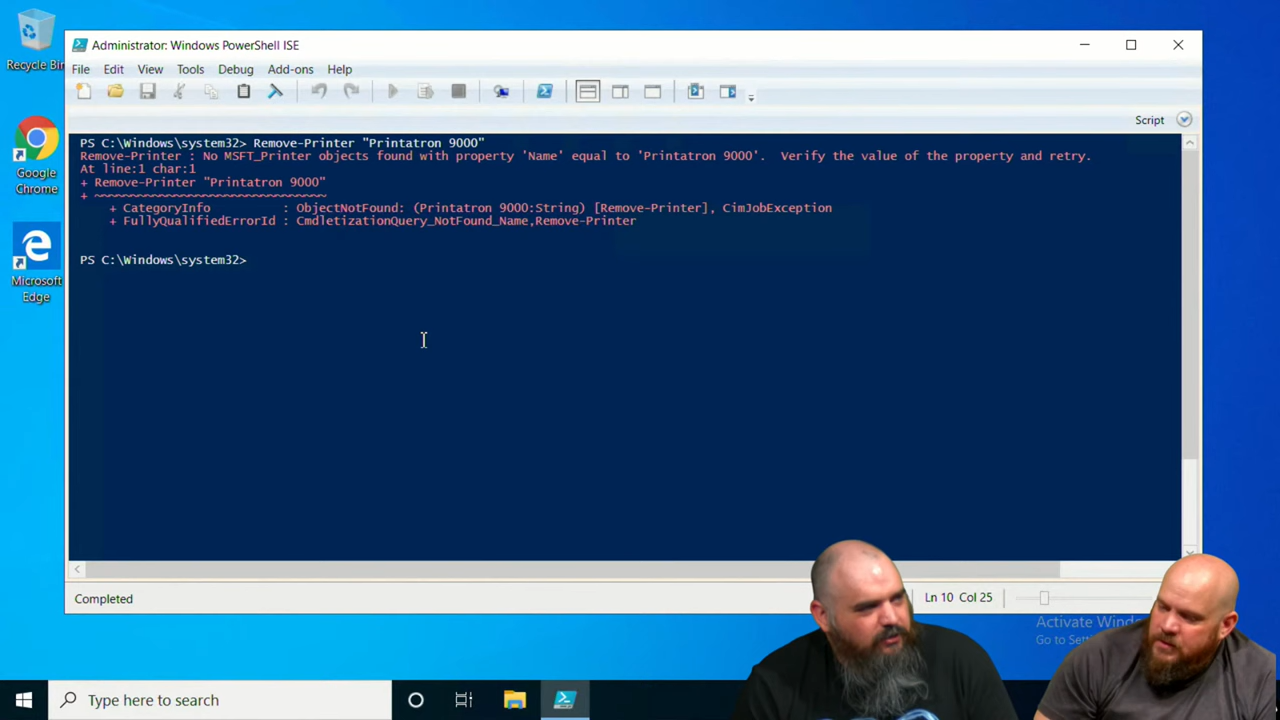 Recycle Bin
Administrator: Windows PowerShell ISE
File Edit View Tools Debug Add-ons Help
Script
PS C:\Windows\system32> Remove-Printer "Printatron 9000"
Remove-Printer : No MSFT_Printer objects found with property 'Name' equal to 'Printatron 9000'.  Verify the value of the property and retry.
At line:1 char:1
+ Remove-Printer "Printatron 9000"
+ ~~~~~~~~~~~~~~~~~~~~~~~~~~~~~~~~
    + CategoryInfo          : ObjectNotFound: (Printatron 9000:String) [Remove-Printer], CimJobException
    + FullyQualifiedErrorId : CmdletizationQuery_NotFound_Name,Remove-Printer
PS C:\Windows\system32>
Google
Chrome
Microsoft
Edge
Completed
Ln 10 Col 25
Activate Wind
Go to Sett
Type here to search